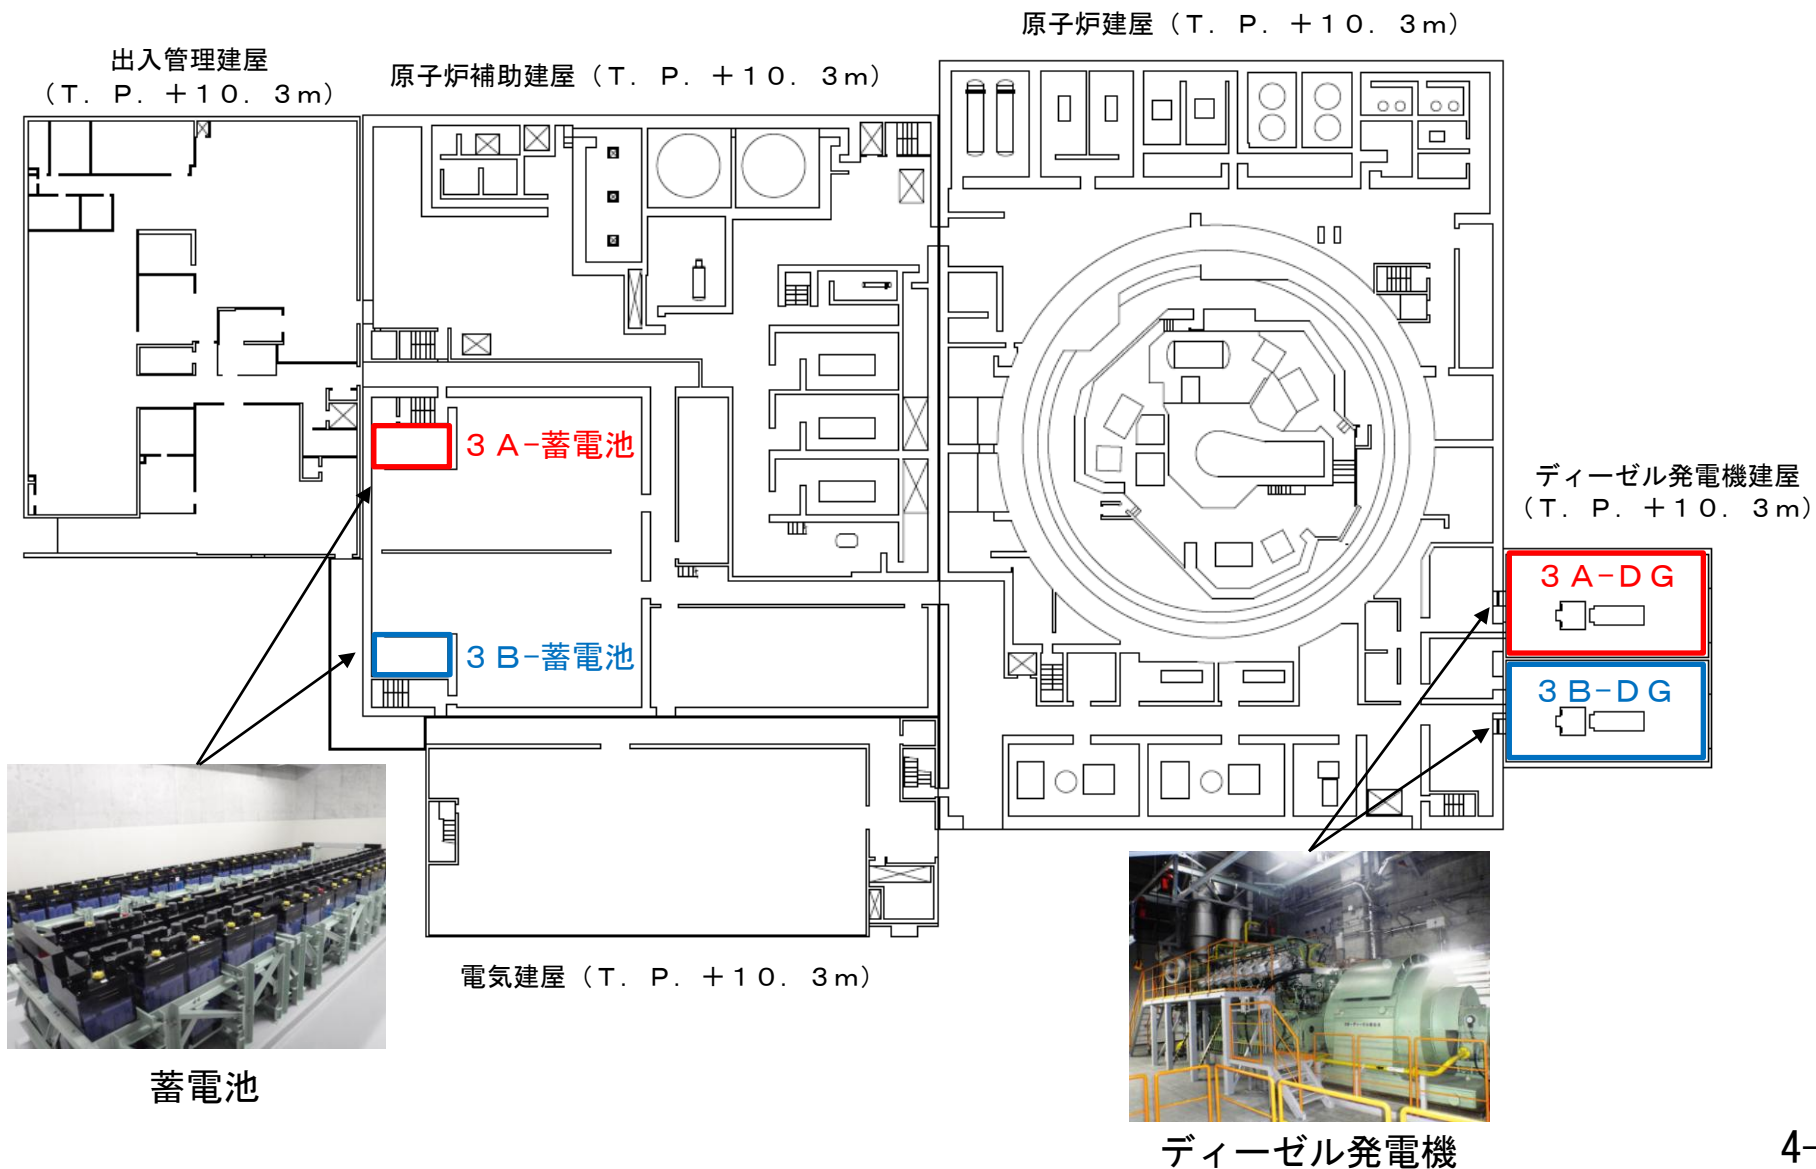 原子炉建屋（Ｔ．Ｐ．＋１０．３ｍ）
出入管理建屋
（Ｔ．Ｐ．＋１０．３ｍ）
原子炉補助建屋（Ｔ．Ｐ．＋１０．３ｍ）
３Ａ-蓄電池
ディーゼル発電機建屋
（Ｔ．Ｐ．＋１０．３ｍ）
３Ａ-ＤＧ
３Ｂ-蓄電池
３Ｂ-ＤＧ
電気建屋（Ｔ．Ｐ．＋１０．３ｍ）
蓄電池
ディーゼル発電機
4-